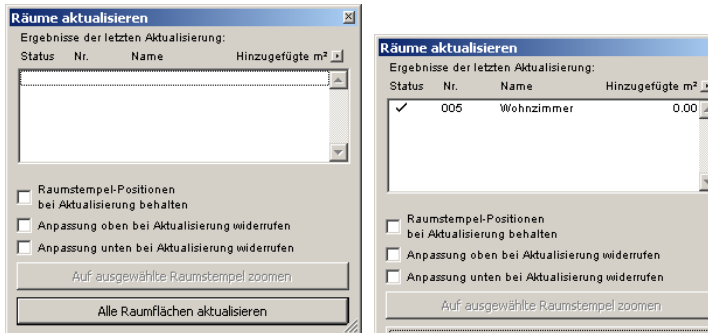 Räume aktualisieren
Ergebnisse der letzten Aktualisierung:
Status Nr. Name Hinzugefügte m²
Raumstempel-Positionen
bei Aktualisierung behalten
Anpassung oben bei Aktualisierung widerrufen
Anpassung unten bei Aktualisierung widerrufen
Auf ausgewählte Raumstempel zoomen
Alle Raumflächen aktualisieren
Räume aktualisieren
Ergebnisse der letzten Aktualisierung:
Status Nr. Name Hinzugefügte m²
005 Wohnzimmer 0.00
Raumstempel-Positionen
bei Aktualisierung behalten
Anpassung oben bei Aktualisierung widerrufen
Anpassung unten bei Aktualisierung widerrufen
Auf ausgewählte Raumstempel zoomen